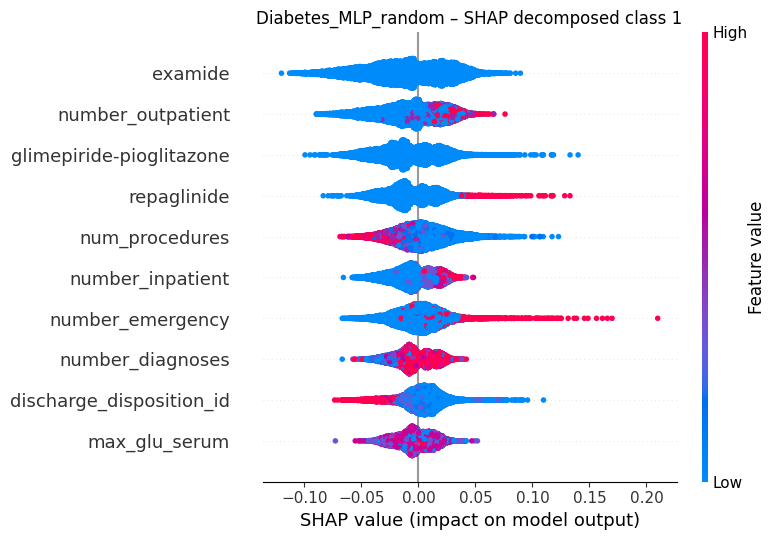 Diabetes_MLP_random – SHAP decomposed class 1
High
examide
number_outpatient
glimepiride-pioglitazone
repaglinide
num_procedures
number_inpatient
number_emergency
number_diagnoses
discharge_disposition_id
max_glu_serum
Feature value
Low
−0.10 −0.05 0.00 0.05 0.10 0.15 0.20
SHAP value (impact on model output)